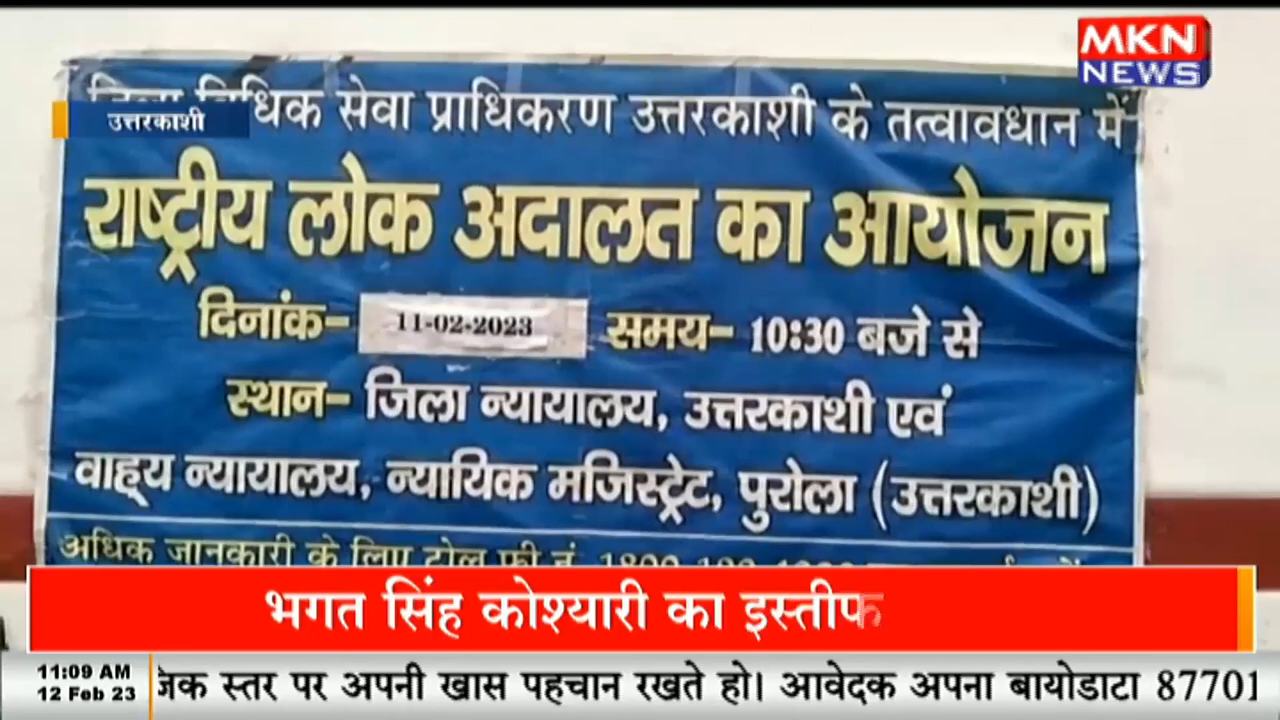 MKN
NEWS
उत्तरकाशी
सेवा प्राधिकरण उत्तरकाशी के तत्वावधान में
राष्ट्रीय लोक अदालत का आयोजन
दिनांक- 11-02-2023 समय- 10:30 बजे से
स्थान- जिला न्यायालय, उत्तरकाशी एवं
वाह्य न्यायालय, न्यायिक मजिस्ट्रेट, पुरोला (उत्तरकाशी)
अधिक जानकारी के लिए टोल फ्री नं.
भगत सिंह कोश्यारी का इस्तीफ
11:09 AM
12 Feb 23
स्तर पर अपनी खास पहचान रखते हो। आवेदक अपना बायोडाटा 87701